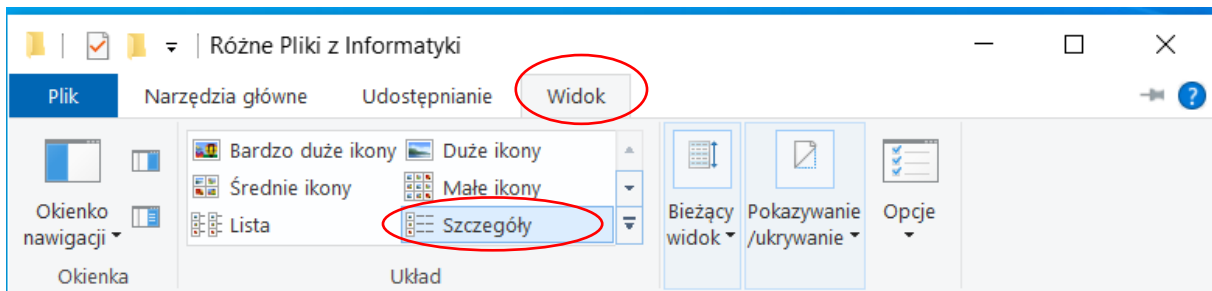 Różne Pliki z Informatyki
Plik Narzędzia główne Udostępnianie Widok ?
Bardzo duże ikony Duże ikony
Średnie ikony Małe ikony
Lista Szczegóły
Okienko
nawigacji
Bieżący
widok
Pokazywanie
/ukrywanie
Opcje
Okienka Układ